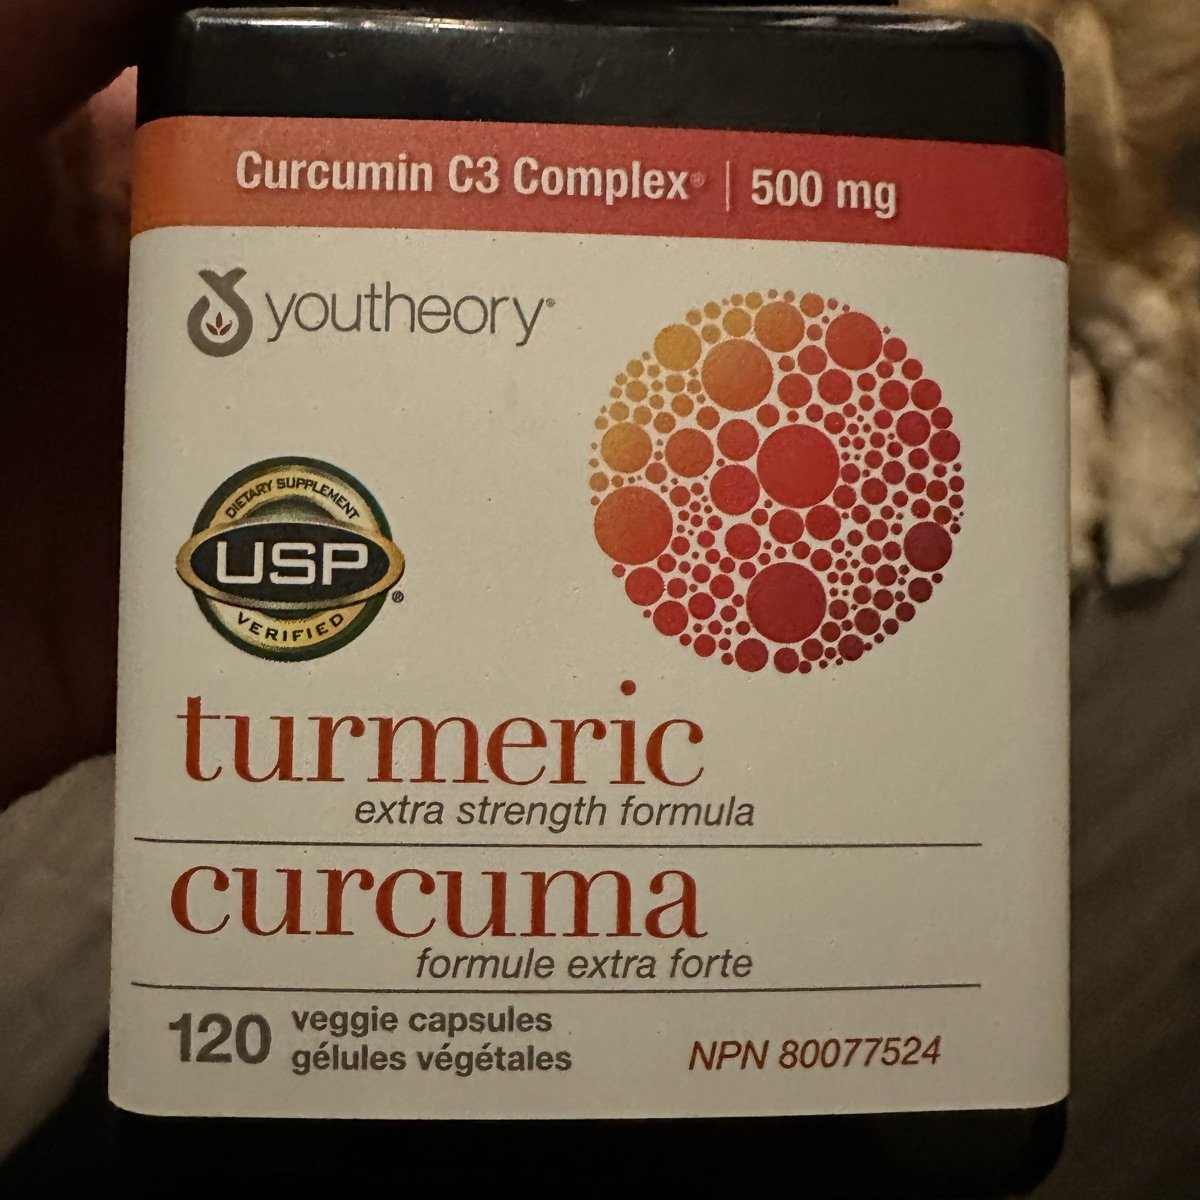 Curcumin C3 Complex® | 500 mg
youtheory®
DIETARY SUPPLEMENT
USP
VERIFIED
®
turmeric
extra strength formula
curcuma
formule extra forte
120 veggie capsules
gélules végétales
NPN 80077524